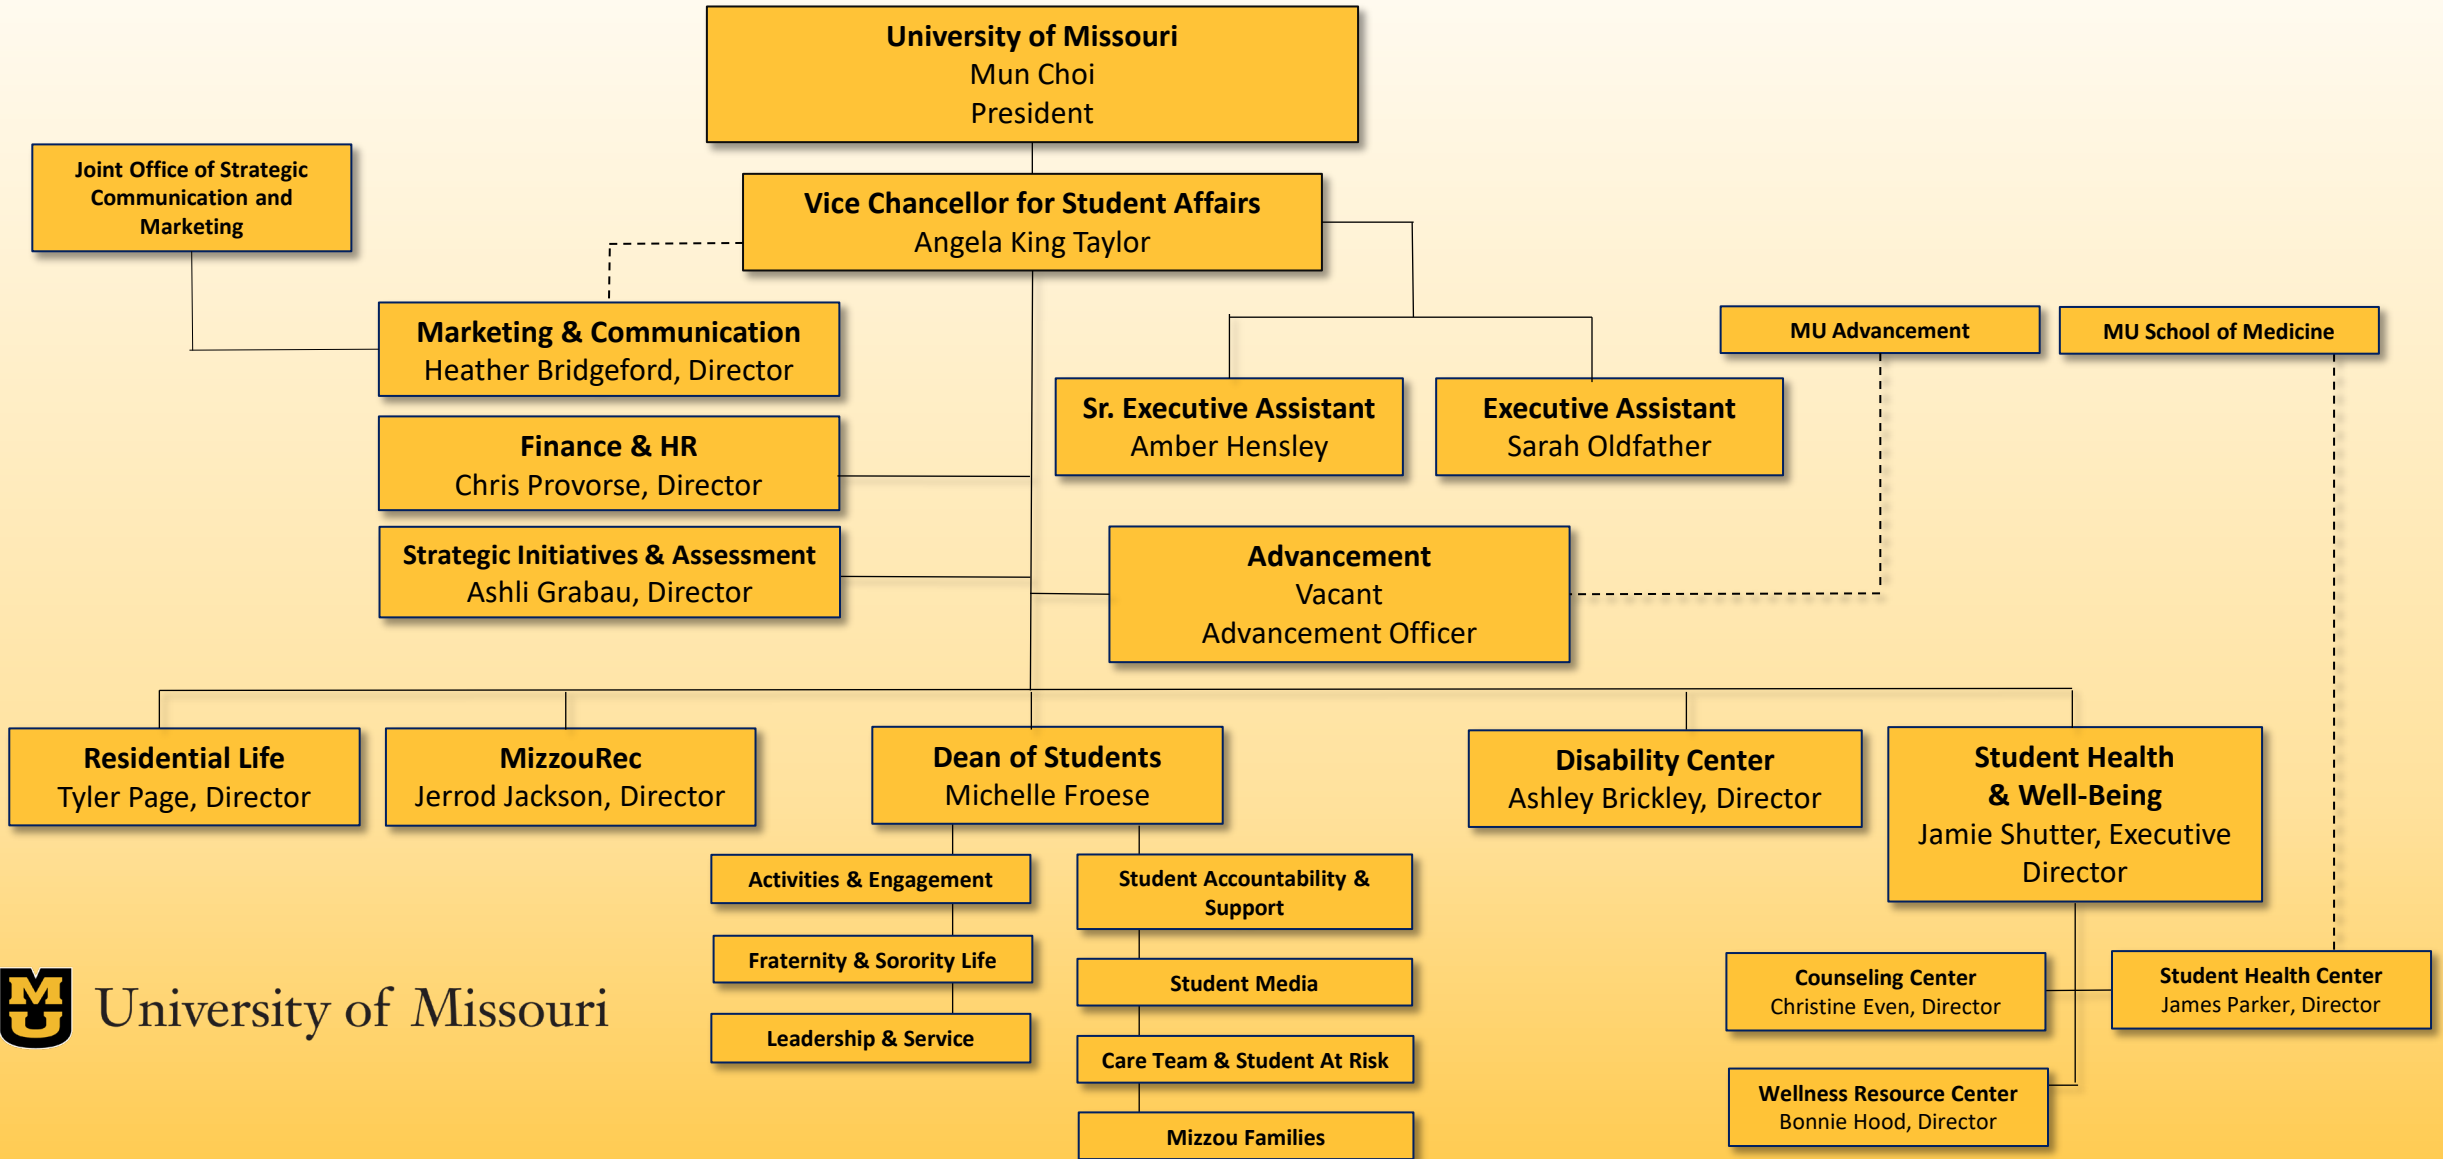 University of Missouri
Mun Choi
President
Joint Office of Strategic
Communication and
Marketing
Vice Chancellor for Student Affairs
Angela King Taylor
Marketing & Communication
Heather Bridgeford, Director
MU Advancement
MU School of Medicine
Sr. Executive Assistant
Amber Hensley
Executive Assistant
Sarah Oldfather
Finance & HR
Chris Provorse, Director
Strategic Initiatives & Assessment
Ashli Grabau, Director
Advancement
Vacant
Advancement Officer
Residential Life
Tyler Page, Director
MizzouRec
Jerrod Jackson, Director
Dean of Students
Michelle Froese
Disability Center
Ashley Brickley, Director
Student Health
& Well-Being
Jamie Shutter, Executive
Director
Activities & Engagement
Fraternity & Sorority Life
Leadership & Service
Student Accountability &
Support
Student Media
Care Team & Student At Risk
Mizzou Families
Counseling Center
Christine Even, Director
Student Health Center
James Parker, Director
Wellness Resource Center
Bonnie Hood, Director
MU
University of Missouri